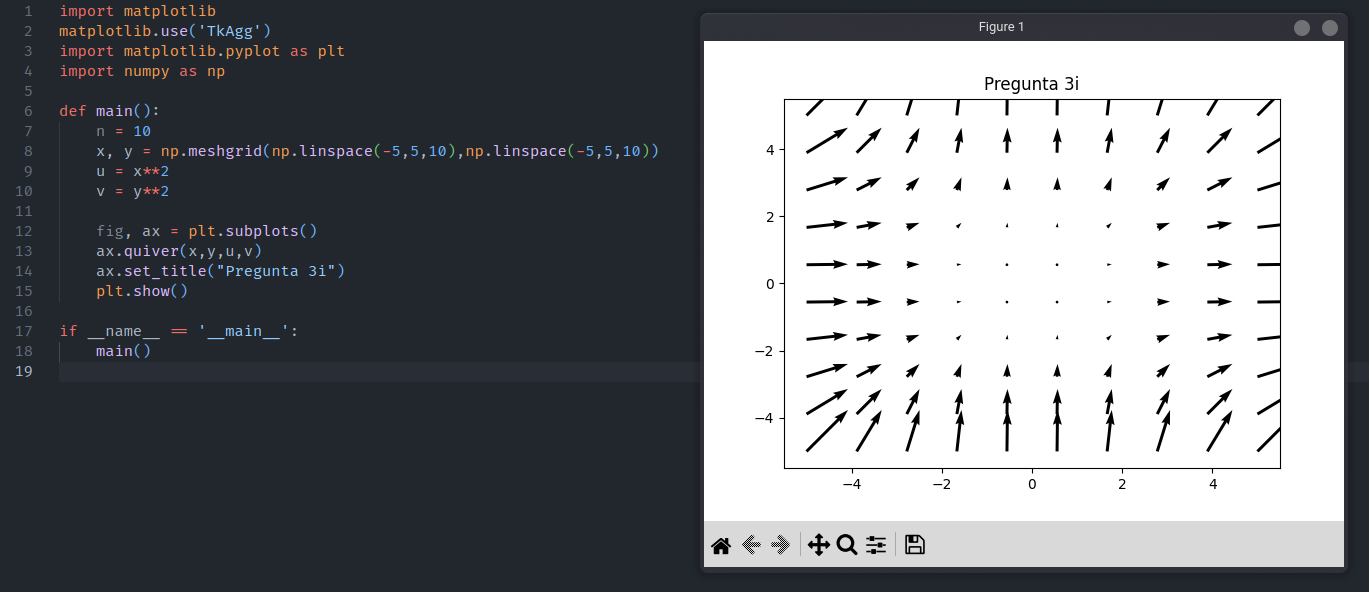 1 import matplotlib
2 matplotlib.use('TkAgg')
3 import matplotlib.pyplot as plt
4 import numpy as np
5
6 def main():
7     n = 10
8     x, y = np.meshgrid(np.linspace(-5,5,10),np.linspace(-5,5,10))
9     u = x**2
10     v = y**2
11
12     fig, ax = plt.subplots()
13     ax.quiver(x,y,u,v)
14     ax.set_title("Pregunta 3i")
15     plt.show()
16
17 if __name__ == '__main__':
18     main()
19
Figure 1
Pregunta 3i
4
2
0
−2
−4
−4 −2 0 2 4